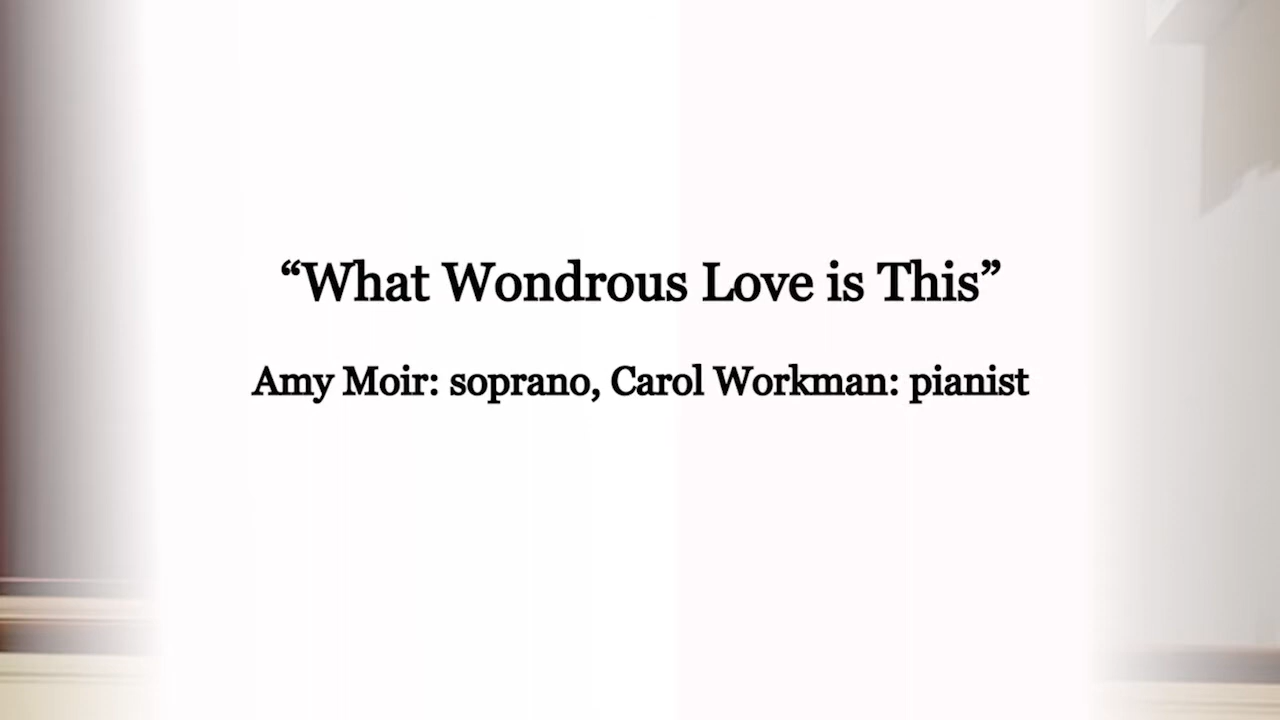 “What Wondrous Love is This”
Amy Moir: soprano, Carol Workman: pianist